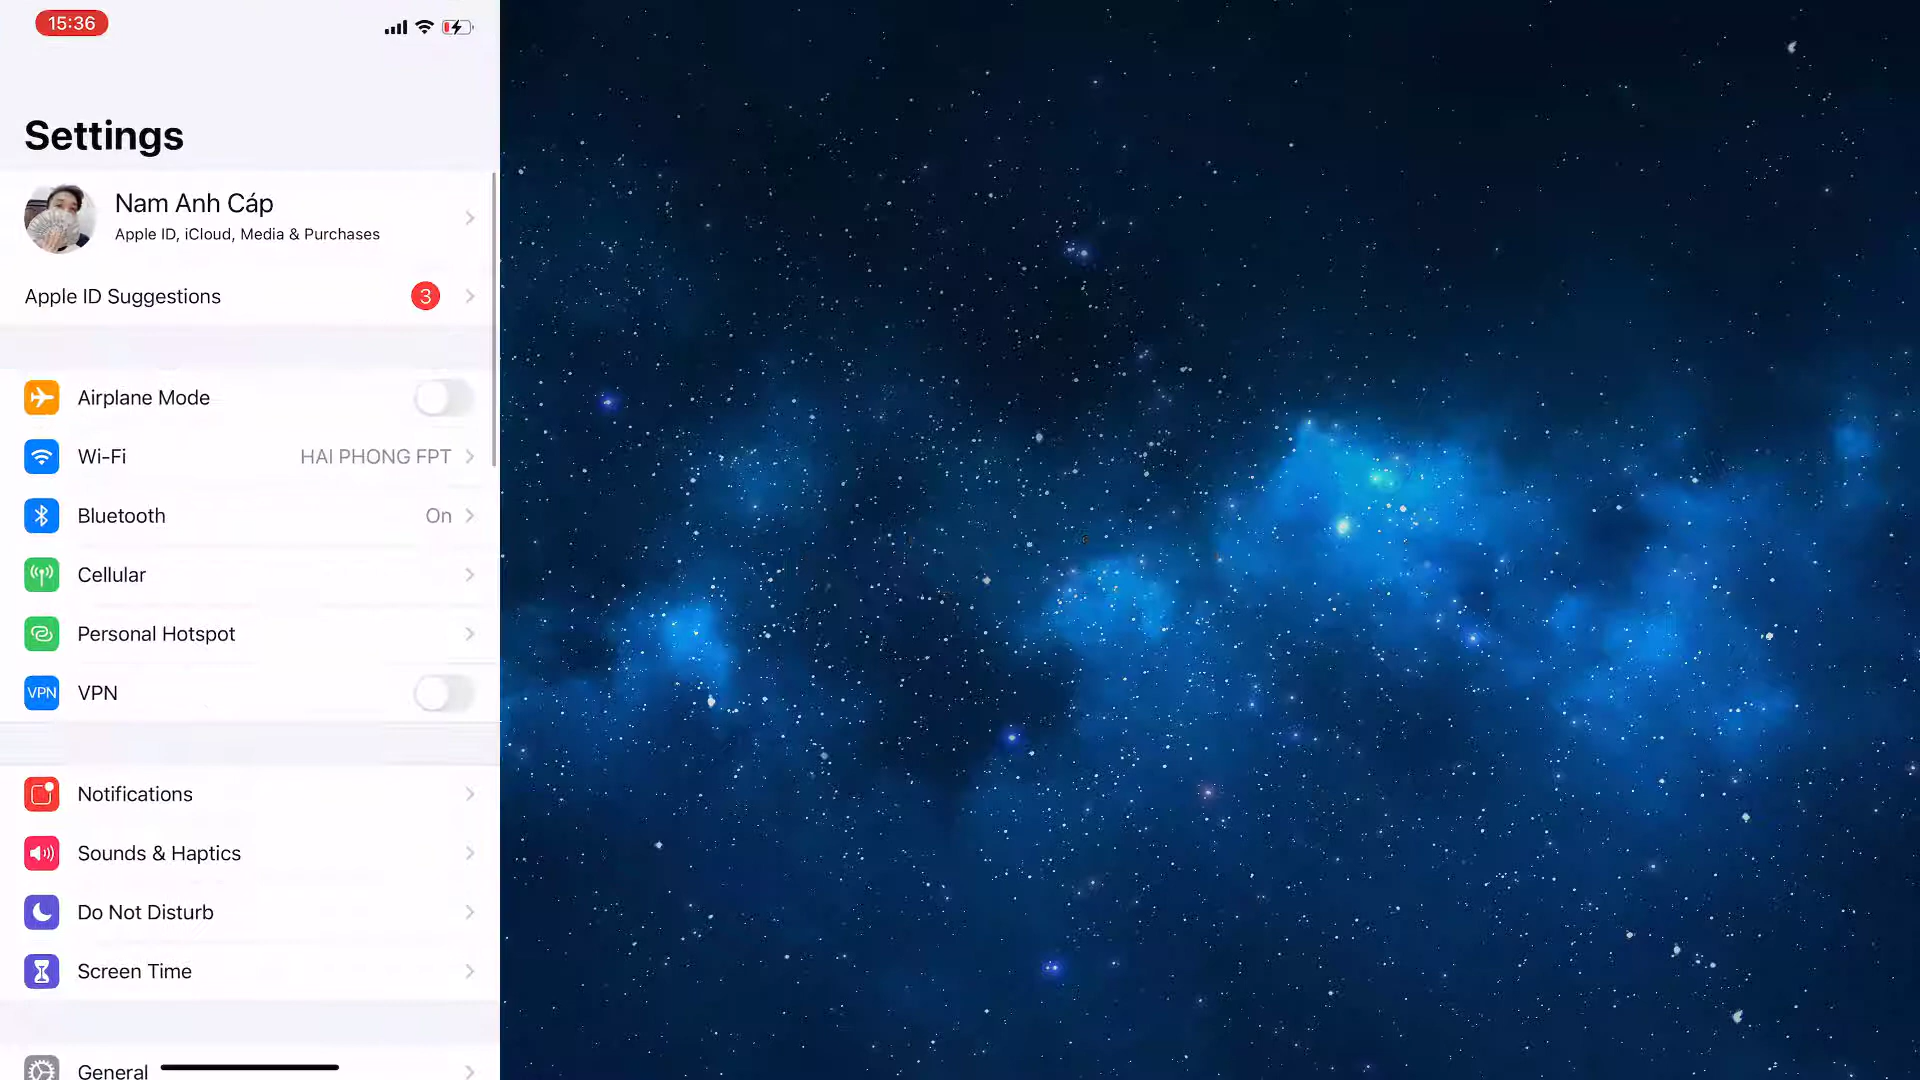 15:36
Settings
Nam Anh Cáp
Apple ID, iCloud, Media & Purchases
Apple ID Suggestions 3
Airplane Mode
Wi-Fi HAI PHONG FPT
Bluetooth On
Cellular
Personal Hotspot
VPN VPN
Notifications
Sounds & Haptics
Do Not Disturb
Screen Time
General